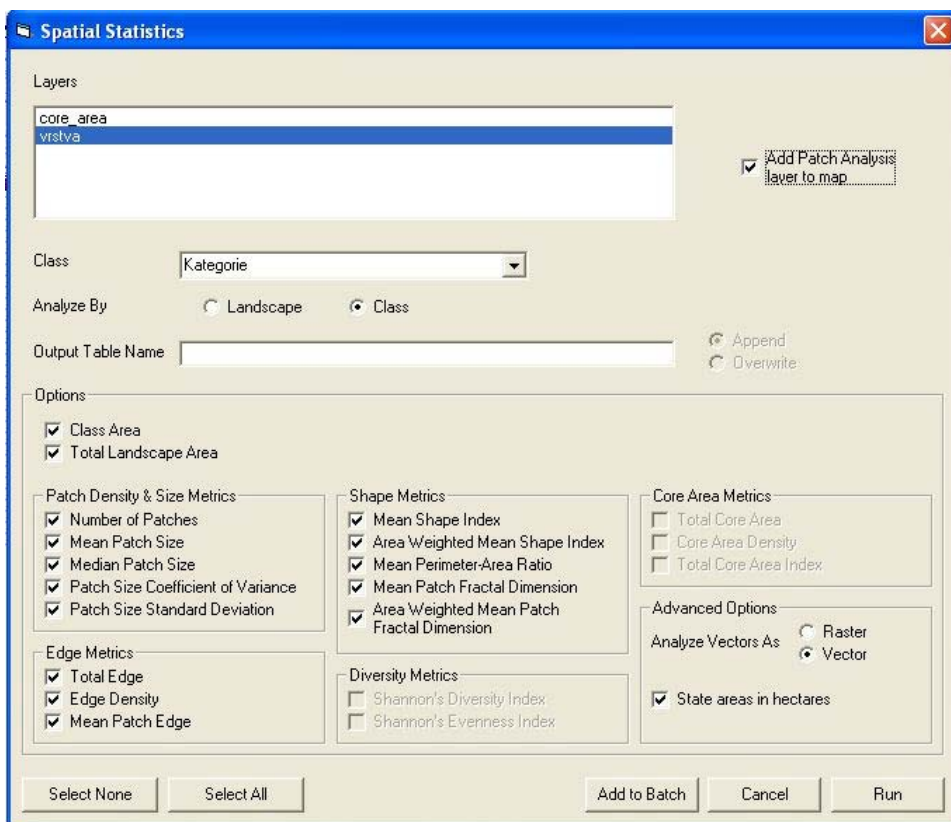 Spatial Statistics
Layers
core_area
vrstva
Add Patch Analysis
layer to map
Class
Kategorie
Analyze By
Landscape
Class
Output Table Name
Append
Overwrite
Options
Class Area
Total Landscape Area
Patch Density & Size Metrics
Number of Patches
Mean Patch Size
Median Patch Size
Patch Size Coefficient of Variance
Patch Size Standard Deviation
Edge Metrics
Total Edge
Edge Density
Mean Patch Edge
Shape Metrics
Mean Shape Index
Area Weighted Mean Shape Index
Mean Perimeter-Area Ratio
Mean Patch Fractal Dimension
Area Weighted Mean Patch
Fractal Dimension
Diversity Metrics
Shannon's Diversity Index
Shannon's Evenness Index
Core Area Metrics
Total Core Area
Core Area Density
Total Core Area Index
Advanced Options
Analyze Vectors As
Raster
Vector
State areas in hectares
Select None
Select All
Add to Batch
Cancel
Run